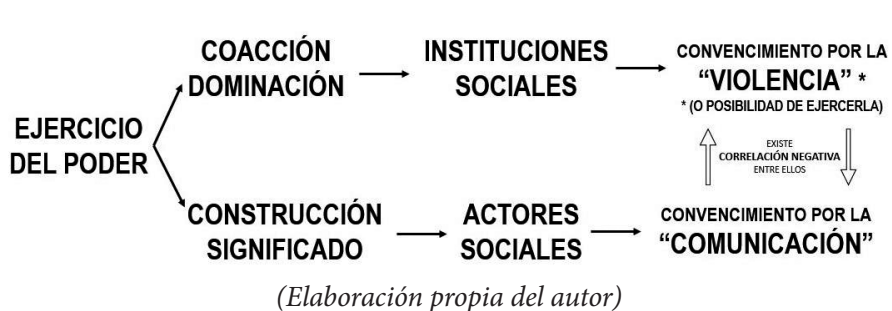 EJERCICIO
DEL PODER
COACCIÓN
DOMINACIÓN
INSTITUCIONES
SOCIALES
CONVENCIMIENTO POR LA
“VIOLENCIA” *
* (O POSIBILIDAD DE EJERCERLA)
EXISTE
CORRELACIÓN NEGATIVA
ENTRE ELLOS
CONSTRUCCIÓN
SIGNIFICADO
ACTORES
SOCIALES
CONVENCIMIENTO POR LA
“COMUNICACIÓN”
(Elaboración propia del autor)